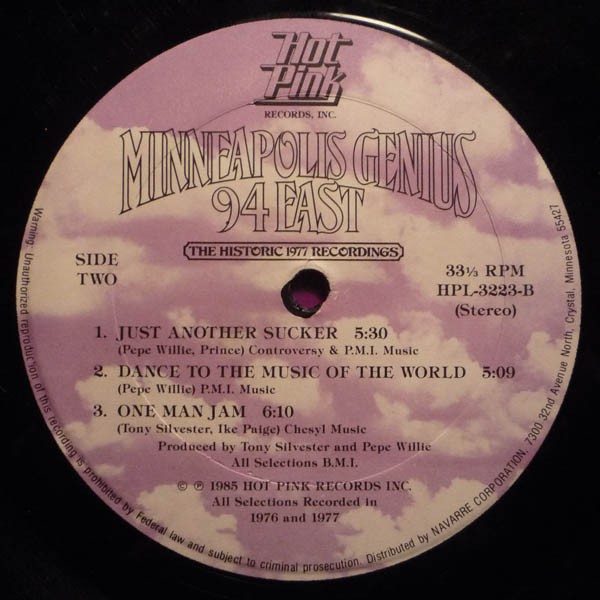 Hot
Pink
RECORDS, INC.
MINNEAPOLIS GENIUS
94 EAST
THE HISTORIC 1977 RECORDINGS
SIDE
TWO
33⅓ RPM
HPL-3223-B
(Stereo)
1. JUST ANOTHER SUCKER 5:30
(Pepe Willie, Prince) Controversy & P.M.I. Music
2. DANCE TO THE MUSIC OF THE WORLD 5:09
(Pepe Willie) P.M.I. Music
3. ONE MAN JAM 6:10
(Tony Silvester, Ike Paige) Chesyl Music
Produced by Tony Silvester and Pepe Willie
All Selections B.M.I.
© ℗ 1985 HOT PINK RECORDS INC.
All Selections Recorded in
1976 and 1977
Warning: Unauthorized reproduction of this recording is prohibited by Federal law and subject to criminal prosecution. Distributed by NAVARRE CORPORATION, 7300 32nd Avenue North, Crystal, Minnesota 55427